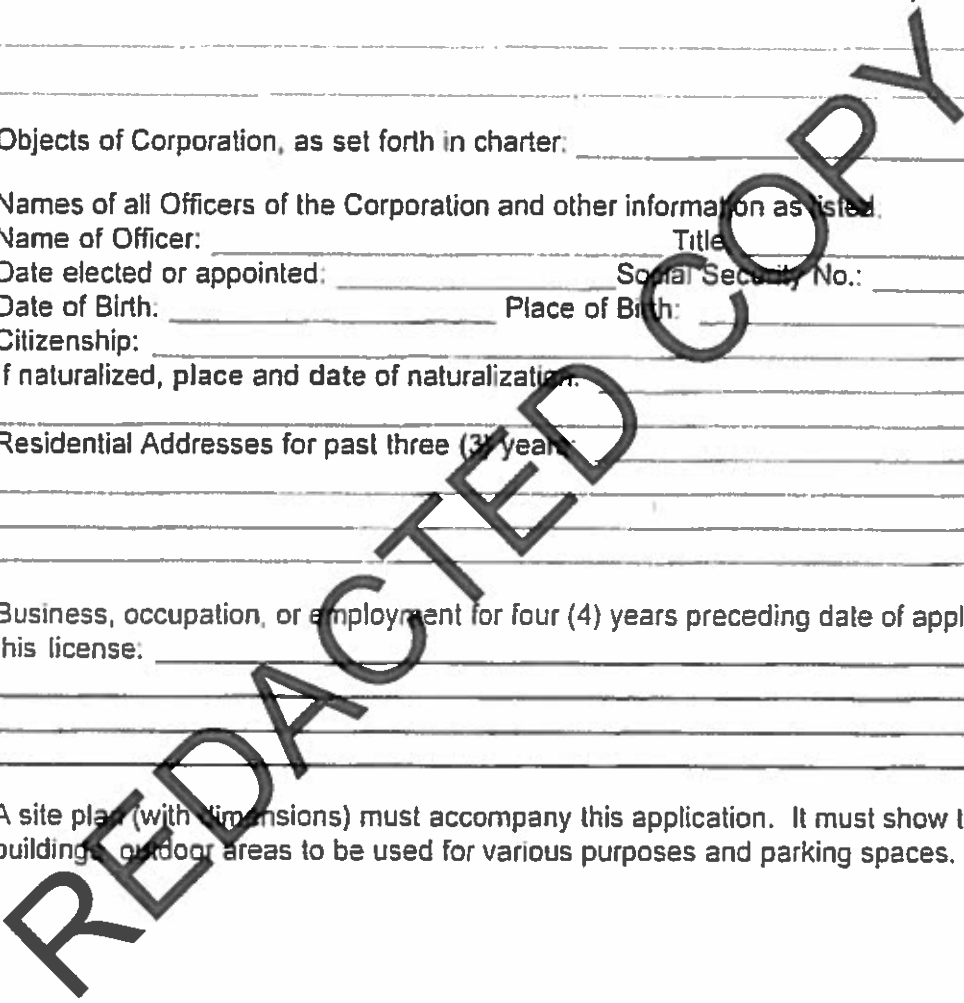 Objects of Corporation, as set forth in charter:
Names of all Officers of the Corporation and other information as listed.
Name of Officer: Title
Date elected or appointed: Social Security No.:
Date of Birth: Place of Birth:
Citizenship:
If naturalized, place and date of naturalization:
Residential Addresses for past three (3) years:
Business, occupation, or employment for four (4) years preceding date of appl
this license:
A site plan (with dimensions) must accompany this application. It must show t
buildings, outdoor areas to be used for various purposes and parking spaces.
REDACTED COPY